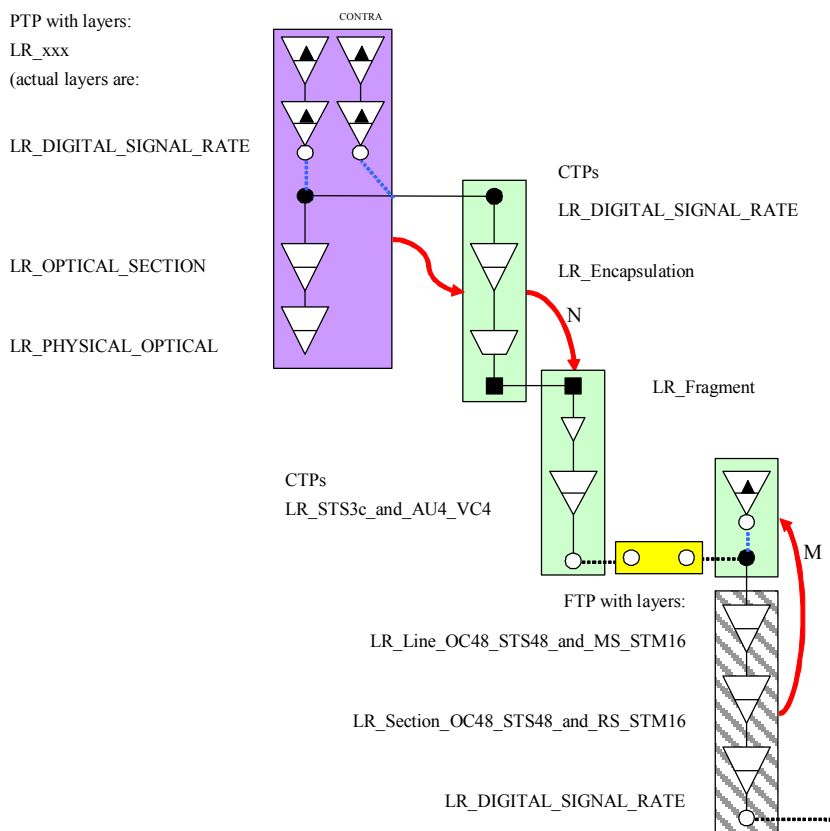 PTP with layers:
CONTRA
LR_xxx
(actual layers are:
LR_DIGITAL_SIGNAL_RATE
CTPs
LR_DIGITAL_SIGNAL_RATE
LR_OPTICAL_SECTION
LR_Encapsulation
N
LR_PHYSICAL_OPTICAL
LR_Fragment
CTPs
LR_STS3c_and_AU4_VC4
M
FTP with layers:
LR_Line_OC48_STS48_and_MS_STM16
LR_Section_OC48_STS48_and_RS_STM16
LR_DIGITAL_SIGNAL_RATE